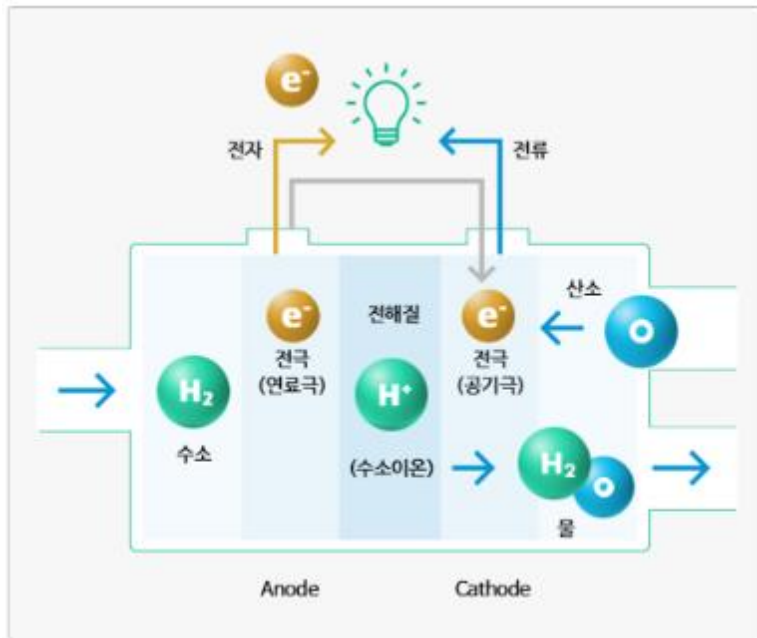 e⁻
전자
전류
산소
e⁻
전해질
e⁻
O
전극
(연료극)
전극
(공기극)
H₂
H⁺
수소
(수소이온)
H₂
O
물
Anode
Cathode